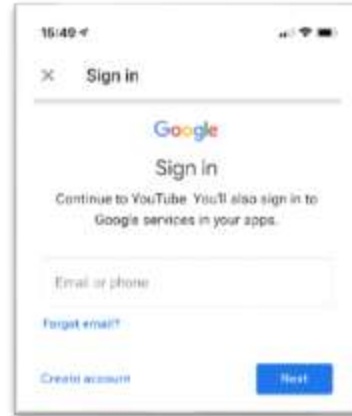 15:49
Sign in
Google
Sign in
Continue to YouTube. You'll also sign in to
Google services in your apps.
Email or phone
Forgot email?
Create account
Next